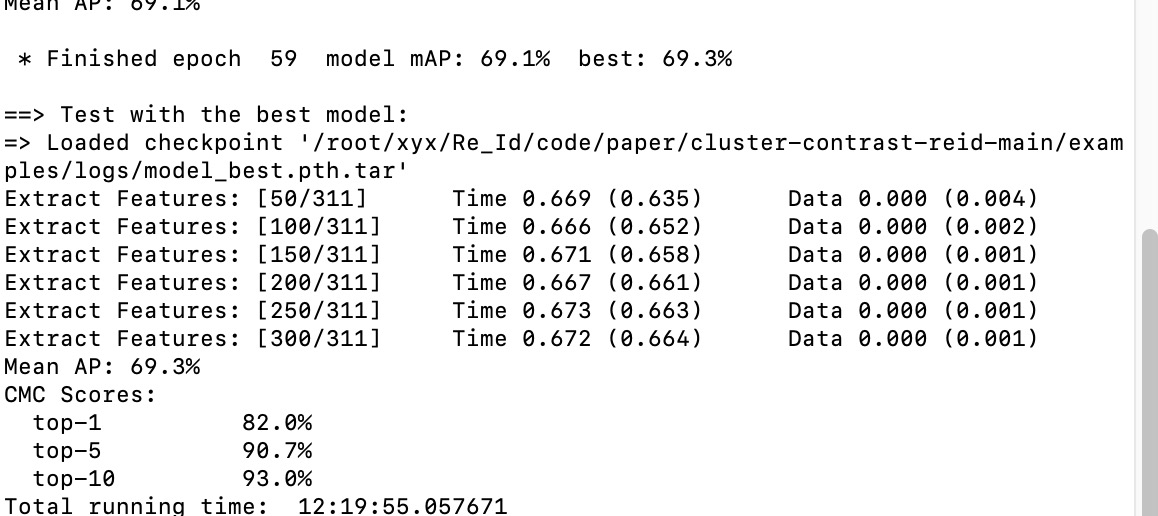 Mean AP: 69.1%
 * Finished epoch  59  model mAP: 69.1%  best: 69.3%
==> Test with the best model:
=> Loaded checkpoint '/root/xyx/Re_Id/code/paper/cluster-contrast-reid-main/exam
ples/logs/model_best.pth.tar'
Extract Features: [50/311]      Time 0.669 (0.635)      Data 0.000 (0.004)
Extract Features: [100/311]     Time 0.666 (0.652)      Data 0.000 (0.002)
Extract Features: [150/311]     Time 0.671 (0.658)      Data 0.000 (0.001)
Extract Features: [200/311]     Time 0.667 (0.661)      Data 0.000 (0.001)
Extract Features: [250/311]     Time 0.673 (0.663)      Data 0.000 (0.001)
Extract Features: [300/311]     Time 0.672 (0.664)      Data 0.000 (0.001)
Mean AP: 69.3%
CMC Scores:
  top-1          82.0%
  top-5          90.7%
  top-10         93.0%
Total running time:  12:19:55.057671